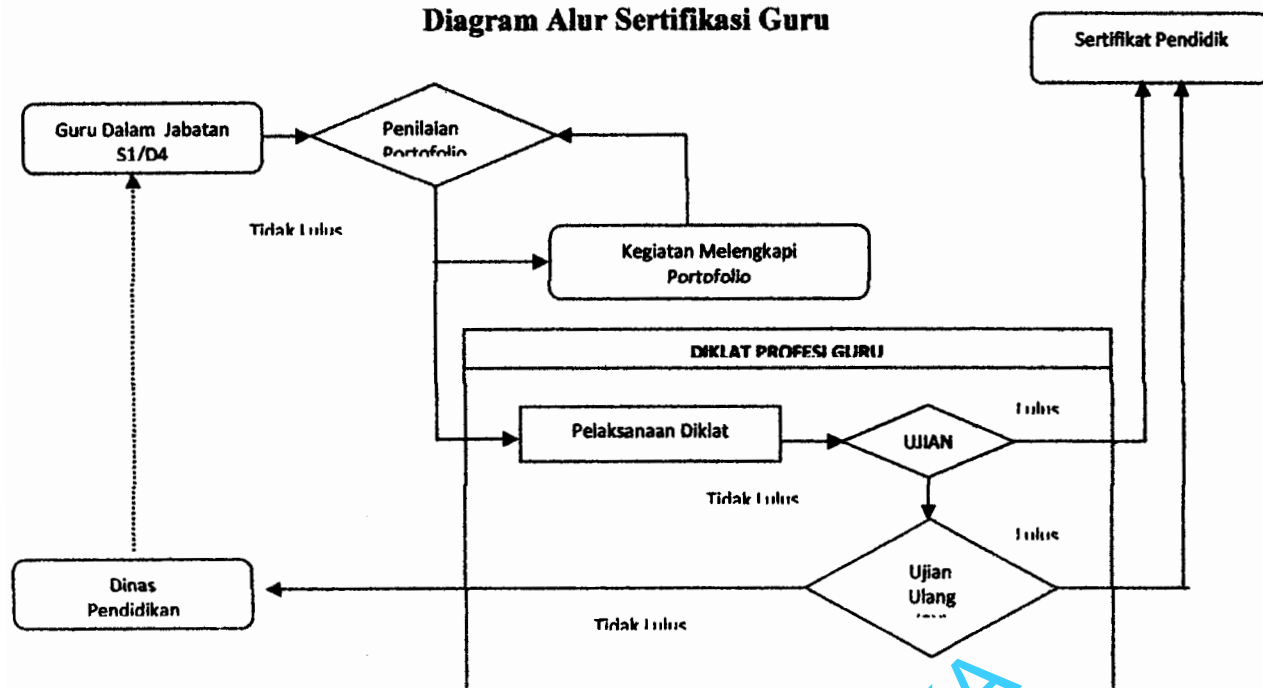 Diagram Alur Sertifikasi Guru
Sertifikat Pendidik
Guru Dalam Jabatan
S1/D4
Penilaian
Portofolio
Tidak Lulus
Kegiatan Melengkapi
Portofolio
DIKLAT PROFESI GURU
Pelaksanaan Diklat
UJIAN
Lulus
Tidak Lulus
Lulus
Ujian
Ulang
Dinas
Pendidikan
Tidak Lulus